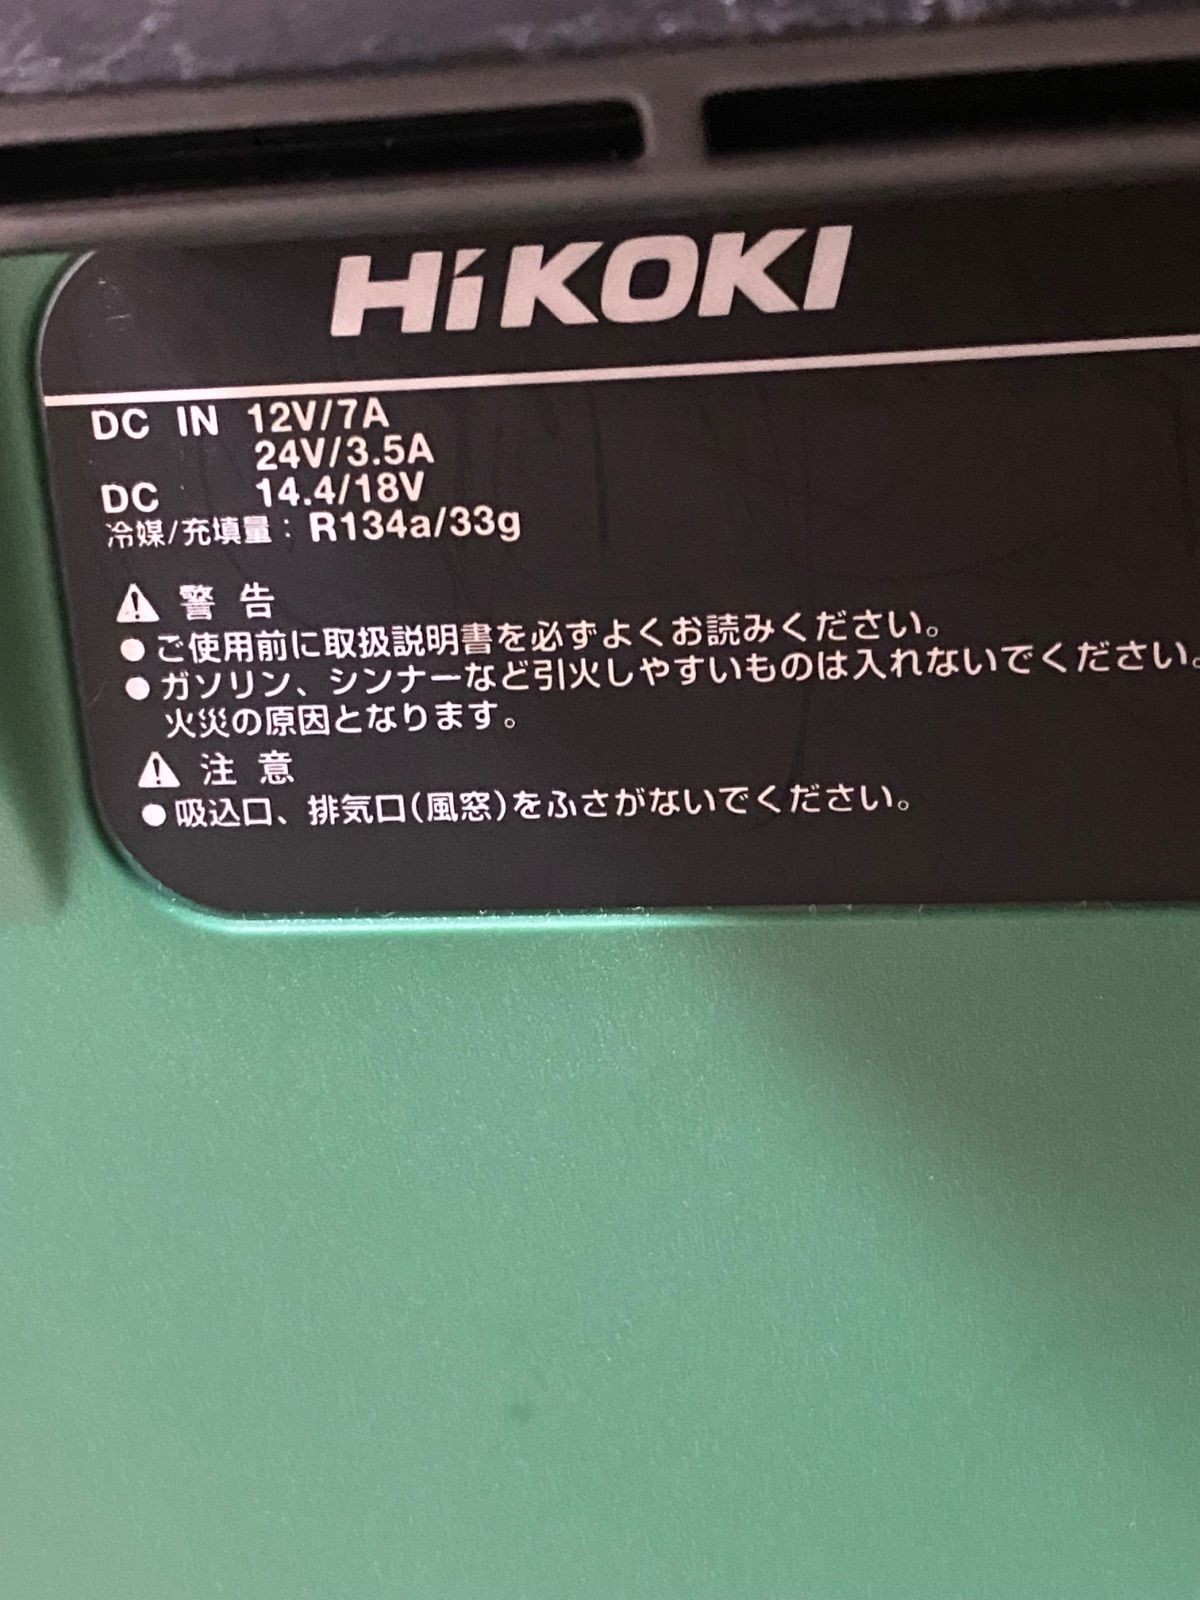 HiKOKI
DC IN 12V/7A
24V/3.5A
DC 14.4/18V
冷媒/充填量：R134a/33g
⚠ 警告
●ご使用前に取扱説明書を必ずよくお読みください。
●ガソリン、シンナーなど引火しやすいものは入れないでください。
火災の原因となります。
⚠ 注意
●吸込口、排気口(風窓)をふさがないでください。